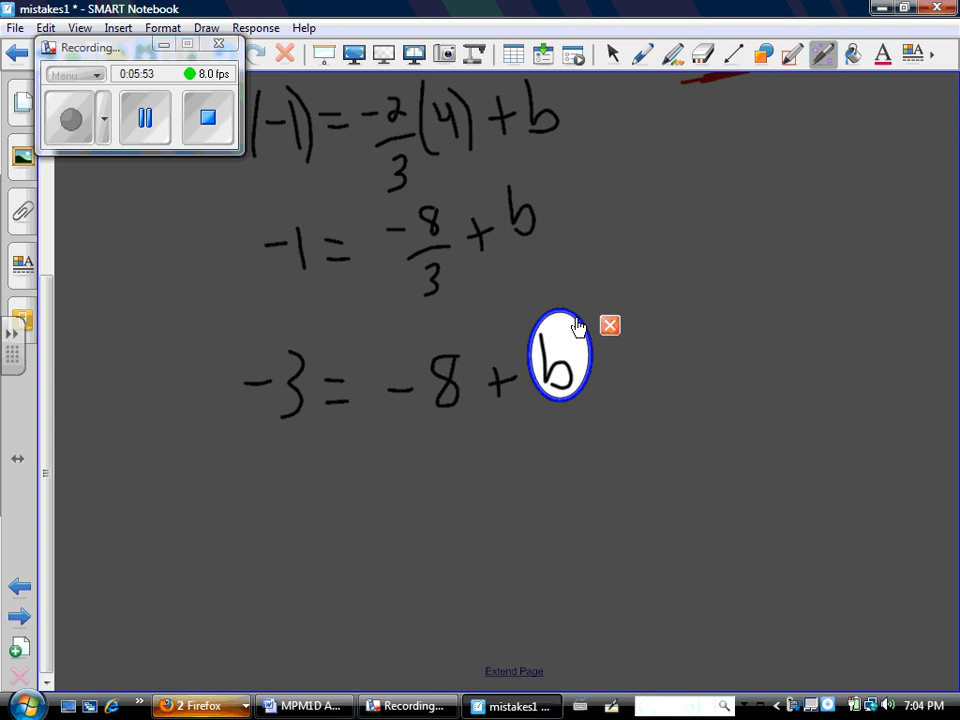 mistakes1 * - SMART Notebook
File Edit View Insert Format Draw Response Help
Recording...
Menu 0:05:53 8.0 fps
(-1) = -2/3 (4) + b
-1 = -8/3 + b
-3 = -8 + b
Extend Page
2 Firefox MPM1D A... Recording... mistakes1 ... 7:04 PM